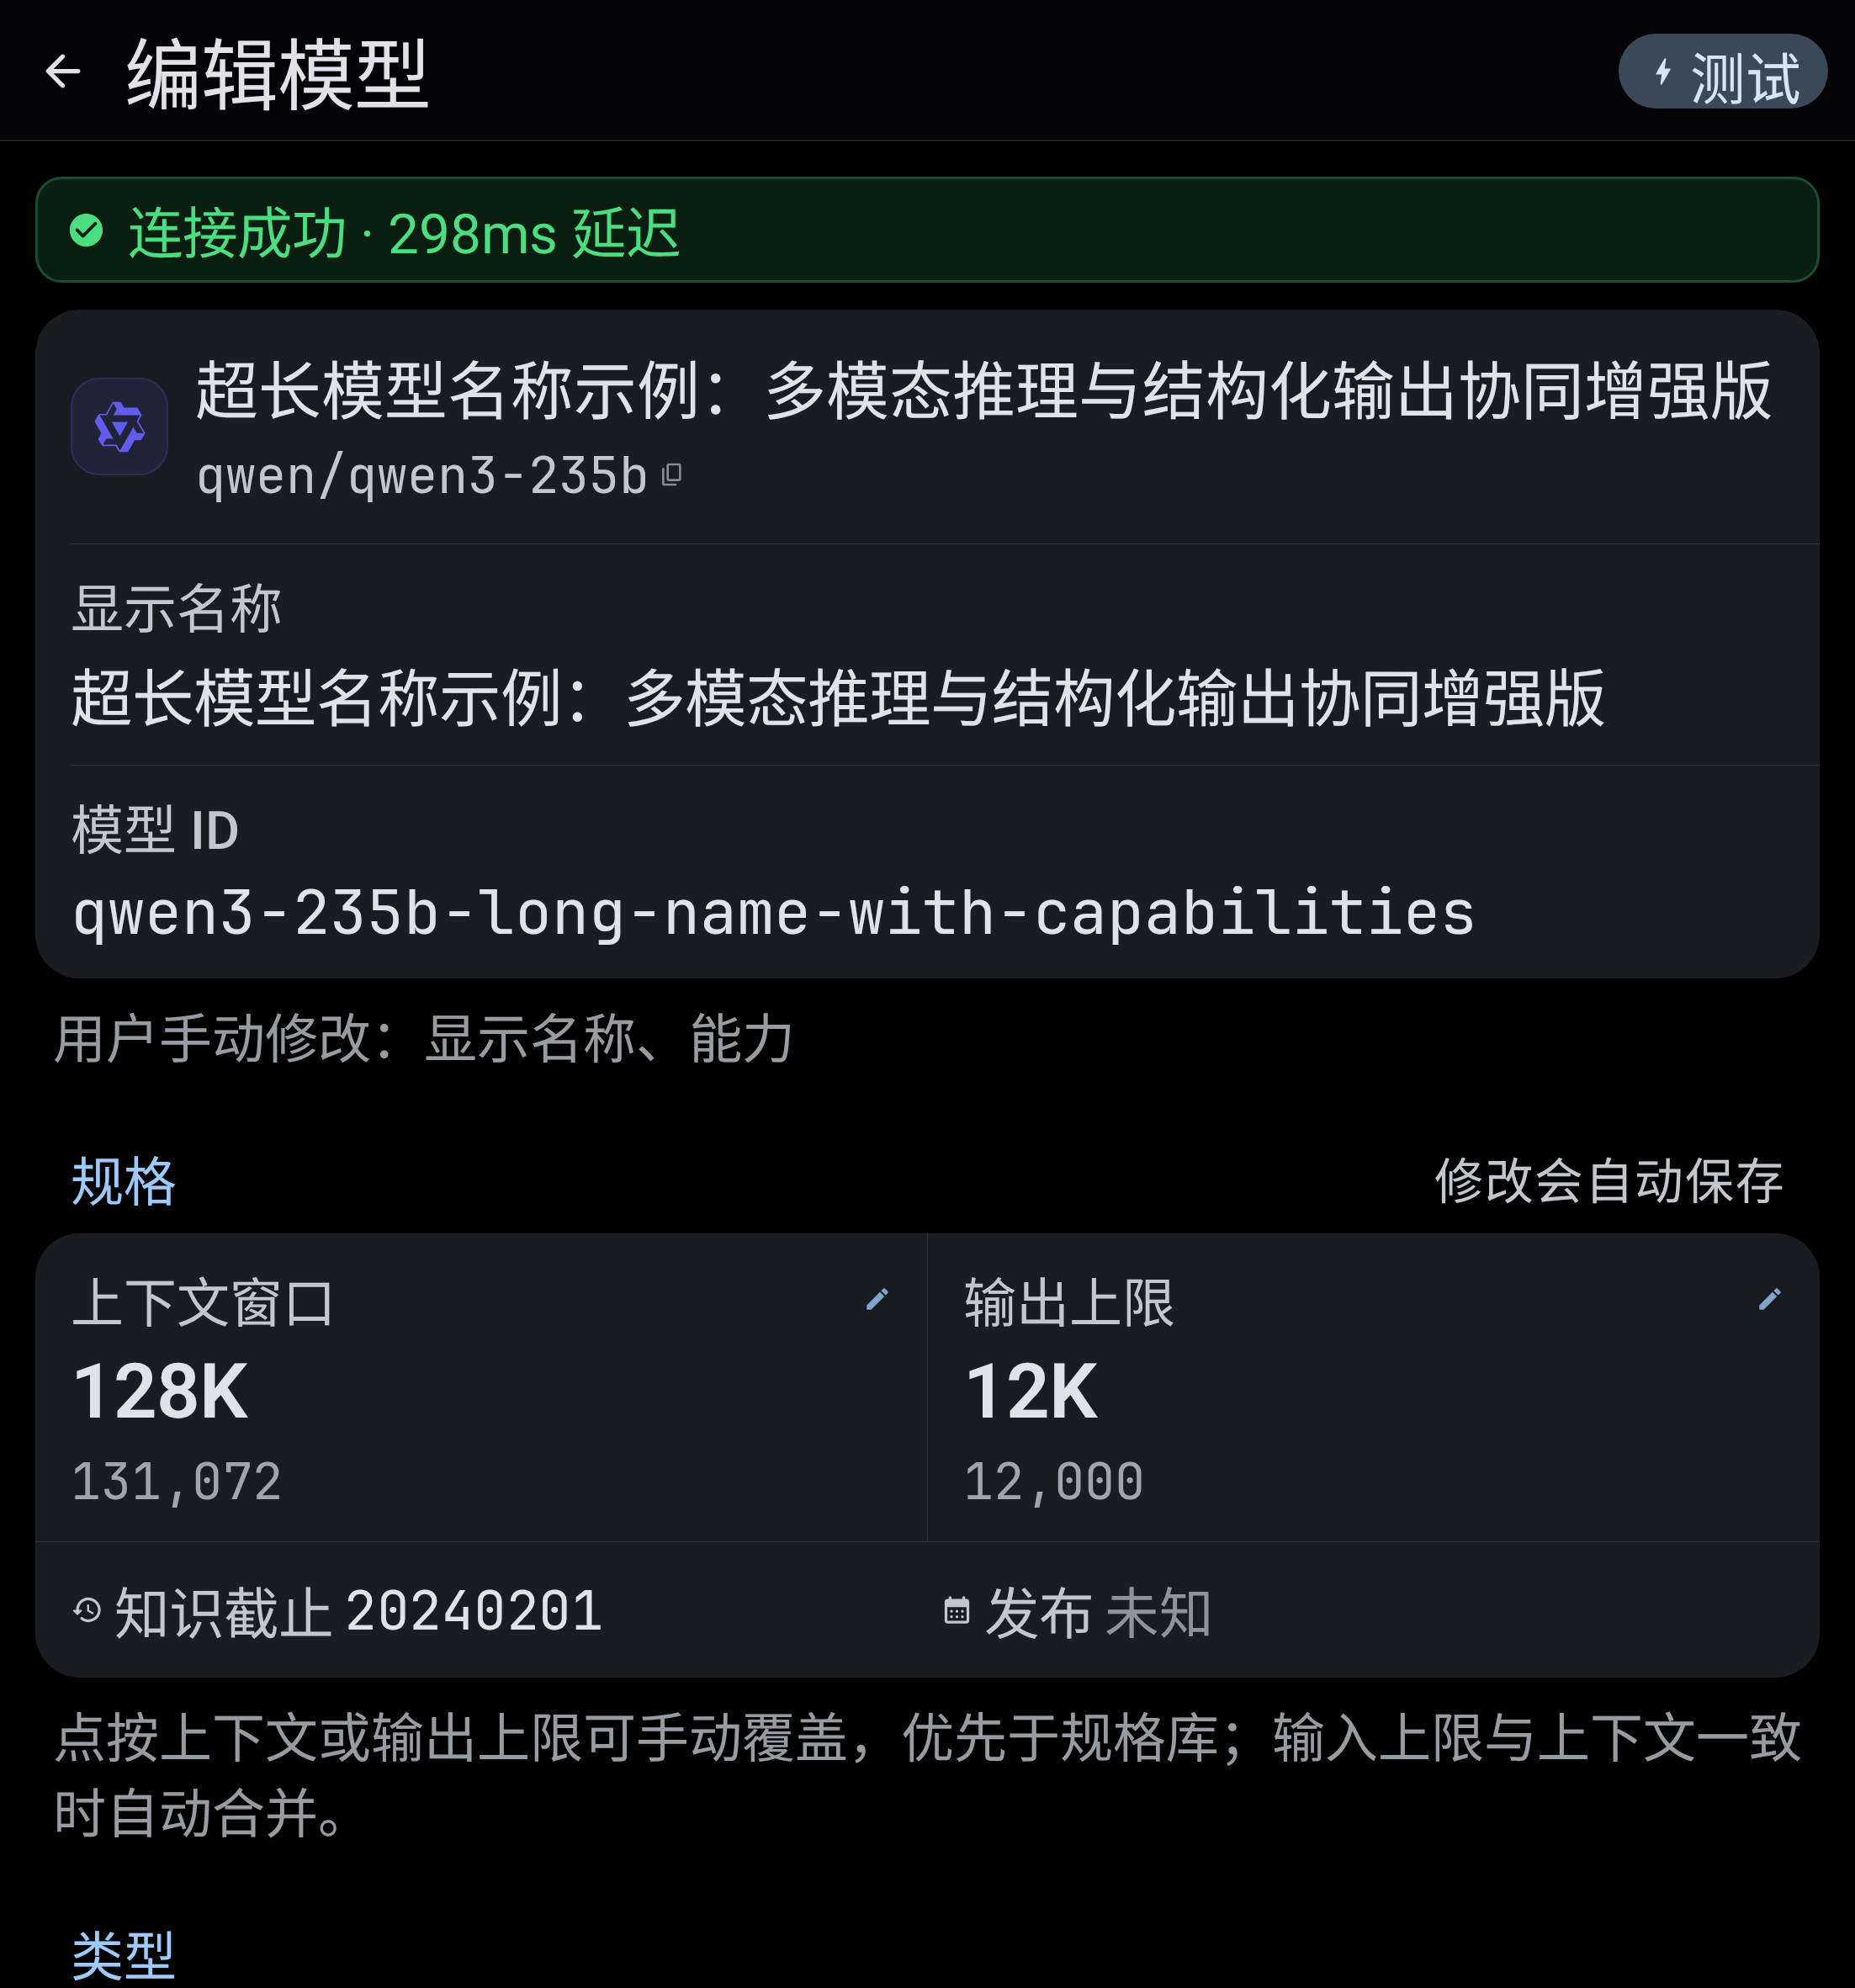 编辑模型
测试
连接成功 · 298ms 延迟
超长模型名称示例：多模态推理与结构化输出协同增强版
qwen/qwen3-235b
显示名称
超长模型名称示例：多模态推理与结构化输出协同增强版
模型 ID
qwen3-235b-long-name-with-capabilities
用户手动修改：显示名称、能力
规格
修改会自动保存
上下文窗口
128K
131,072
输出上限
12K
12,000
知识截止 20240201
发布 未知
点按上下文或输出上限可手动覆盖，优先于规格库；输入上限与上下文一致
时自动合并。
类型